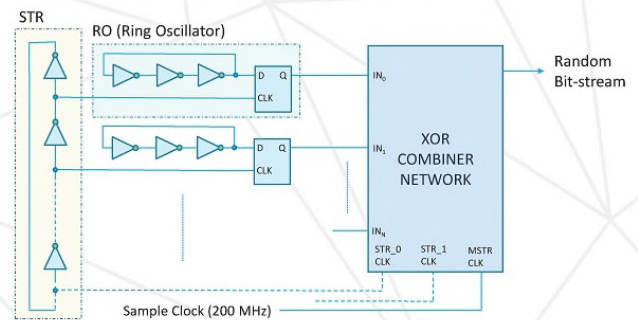 STR
RO (Ring Oscillator)
D Q
CLK
IN₀
Random
Bit-stream
D Q
CLK
IN₁
XOR
COMBINER
NETWORK
INₙ
STR_0 STR_1 MSTR
CLK CLK CLK
Sample Clock (200 MHz)